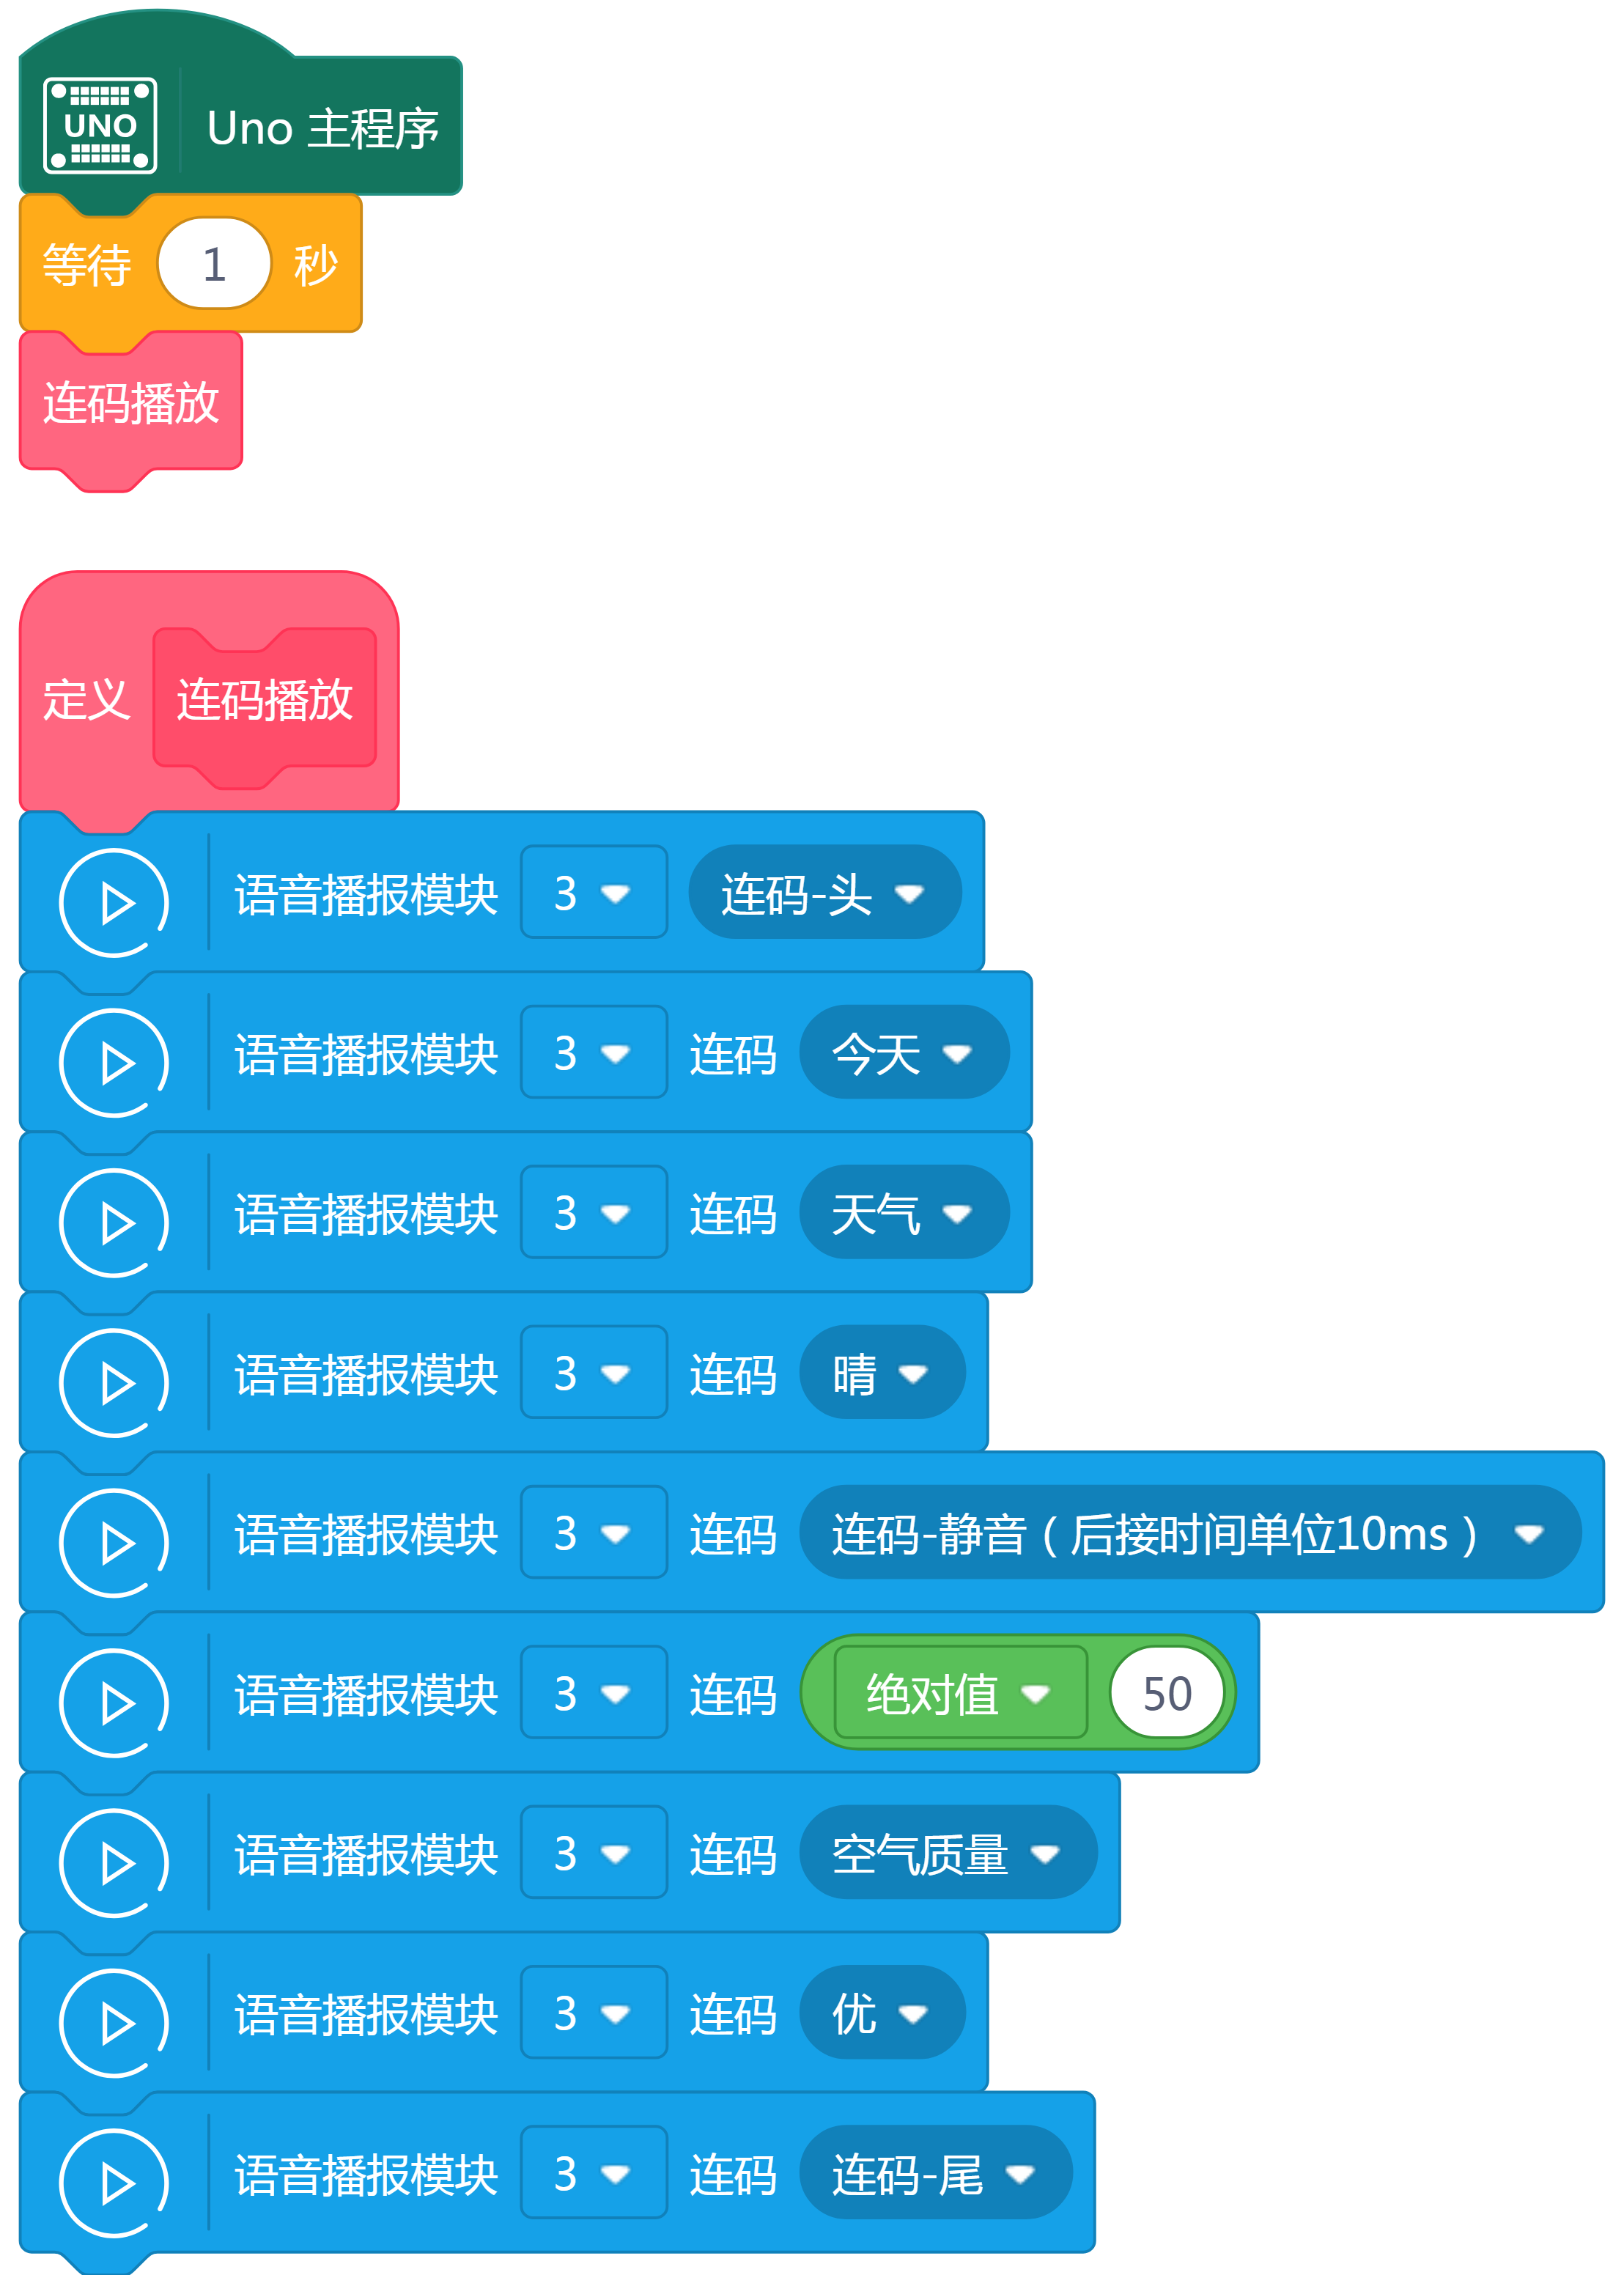 UNO Uno 主程序
等待 1 秒
连码播放
定义 连码播放
语音播报模块 3 连码-头
语音播报模块 3 连码 今天
语音播报模块 3 连码 天气
语音播报模块 3 连码 晴
语音播报模块 3 连码 连码-静音（后接时间单位10ms）
语音播报模块 3 连码 绝对值 50
语音播报模块 3 连码 空气质量
语音播报模块 3 连码 优
语音播报模块 3 连码 连码-尾